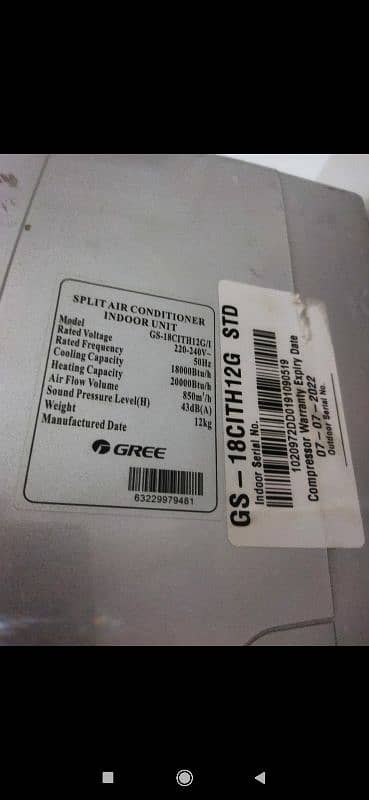 SPLIT AIR CONDITIONER
INDOOR UNIT
Model GS-18CITH12G/I
Rated Voltage 220-240V~
Rated Frequency 50Hz
Cooling Capacity 18000Btu/h
Heating Capacity 20000Btu/h
Air Flow Volume 850m³/h
Sound Pressure Level(H) 43dB(A)
Weight 12kg
Manufactured Date
GREE
63229979481
GS-18CITH12G STD
Indoor Serial No.
1020972DD0191090519
Compressor Warranty Expiry Date
07-07-2022
Outdoor Serial No.